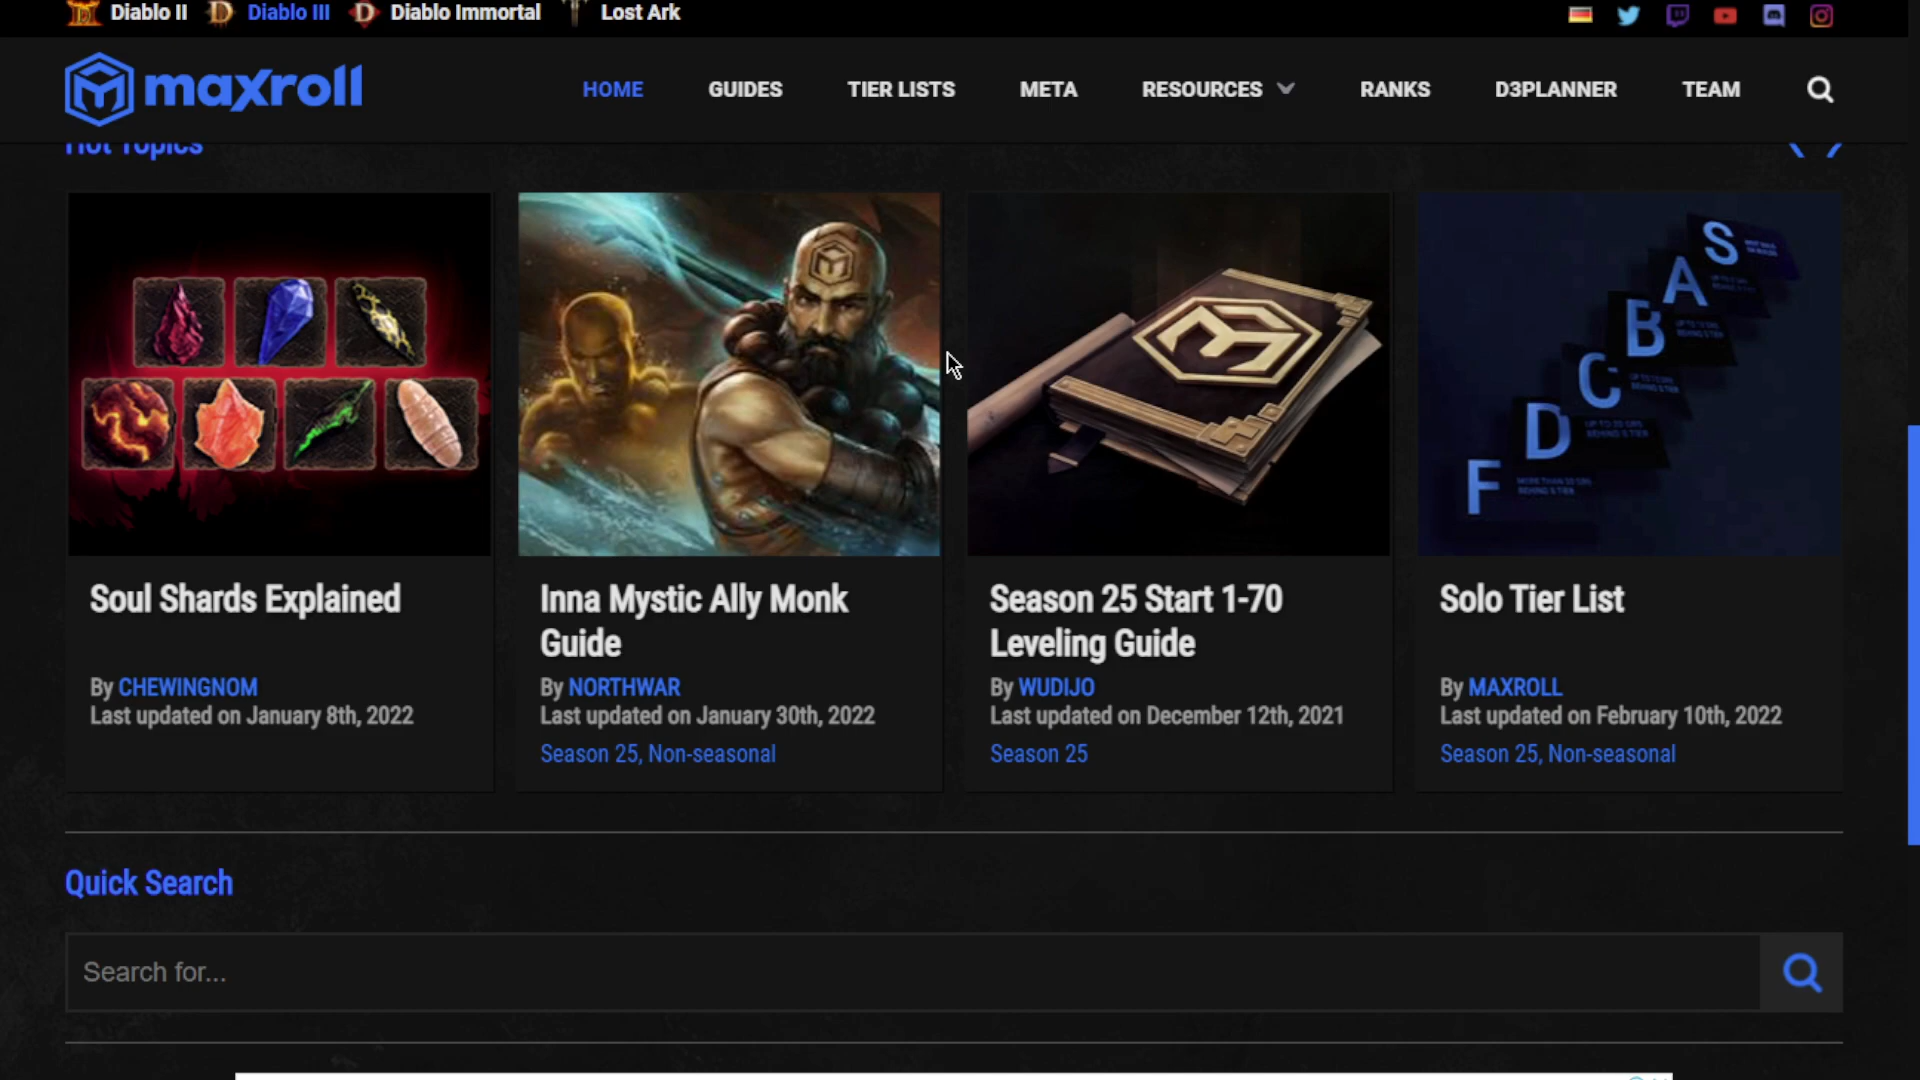 Diablo II Diablo III Diablo Immortal Lost Ark
maxroll
HOME GUIDES TIER LISTS META RESOURCES RANKS D3PLANNER TEAM
Hot Topics
S
A
B
C
D
F
Soul Shards Explained
By CHEWINGNOM
Last updated on January 8th, 2022
Inna Mystic Ally Monk
Guide
By NORTHWAR
Last updated on January 30th, 2022
Season 25, Non-seasonal
Season 25 Start 1-70
Leveling Guide
By WUDIJO
Last updated on December 12th, 2021
Season 25
Solo Tier List
By MAXROLL
Last updated on February 10th, 2022
Season 25, Non-seasonal
Quick Search
Search for...